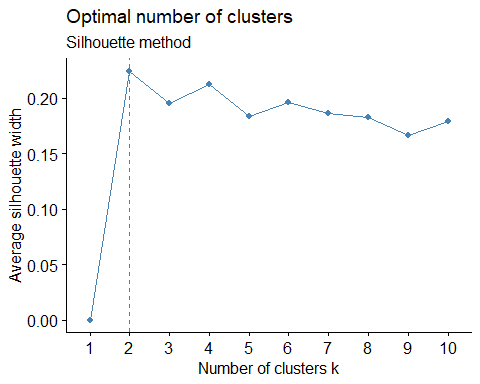 Optimal number of clusters
Silhouette method
Average silhouette width
0.20
0.15
0.10
0.05
0.00
1 2 3 4 5 6 7 8 9 10
Number of clusters k